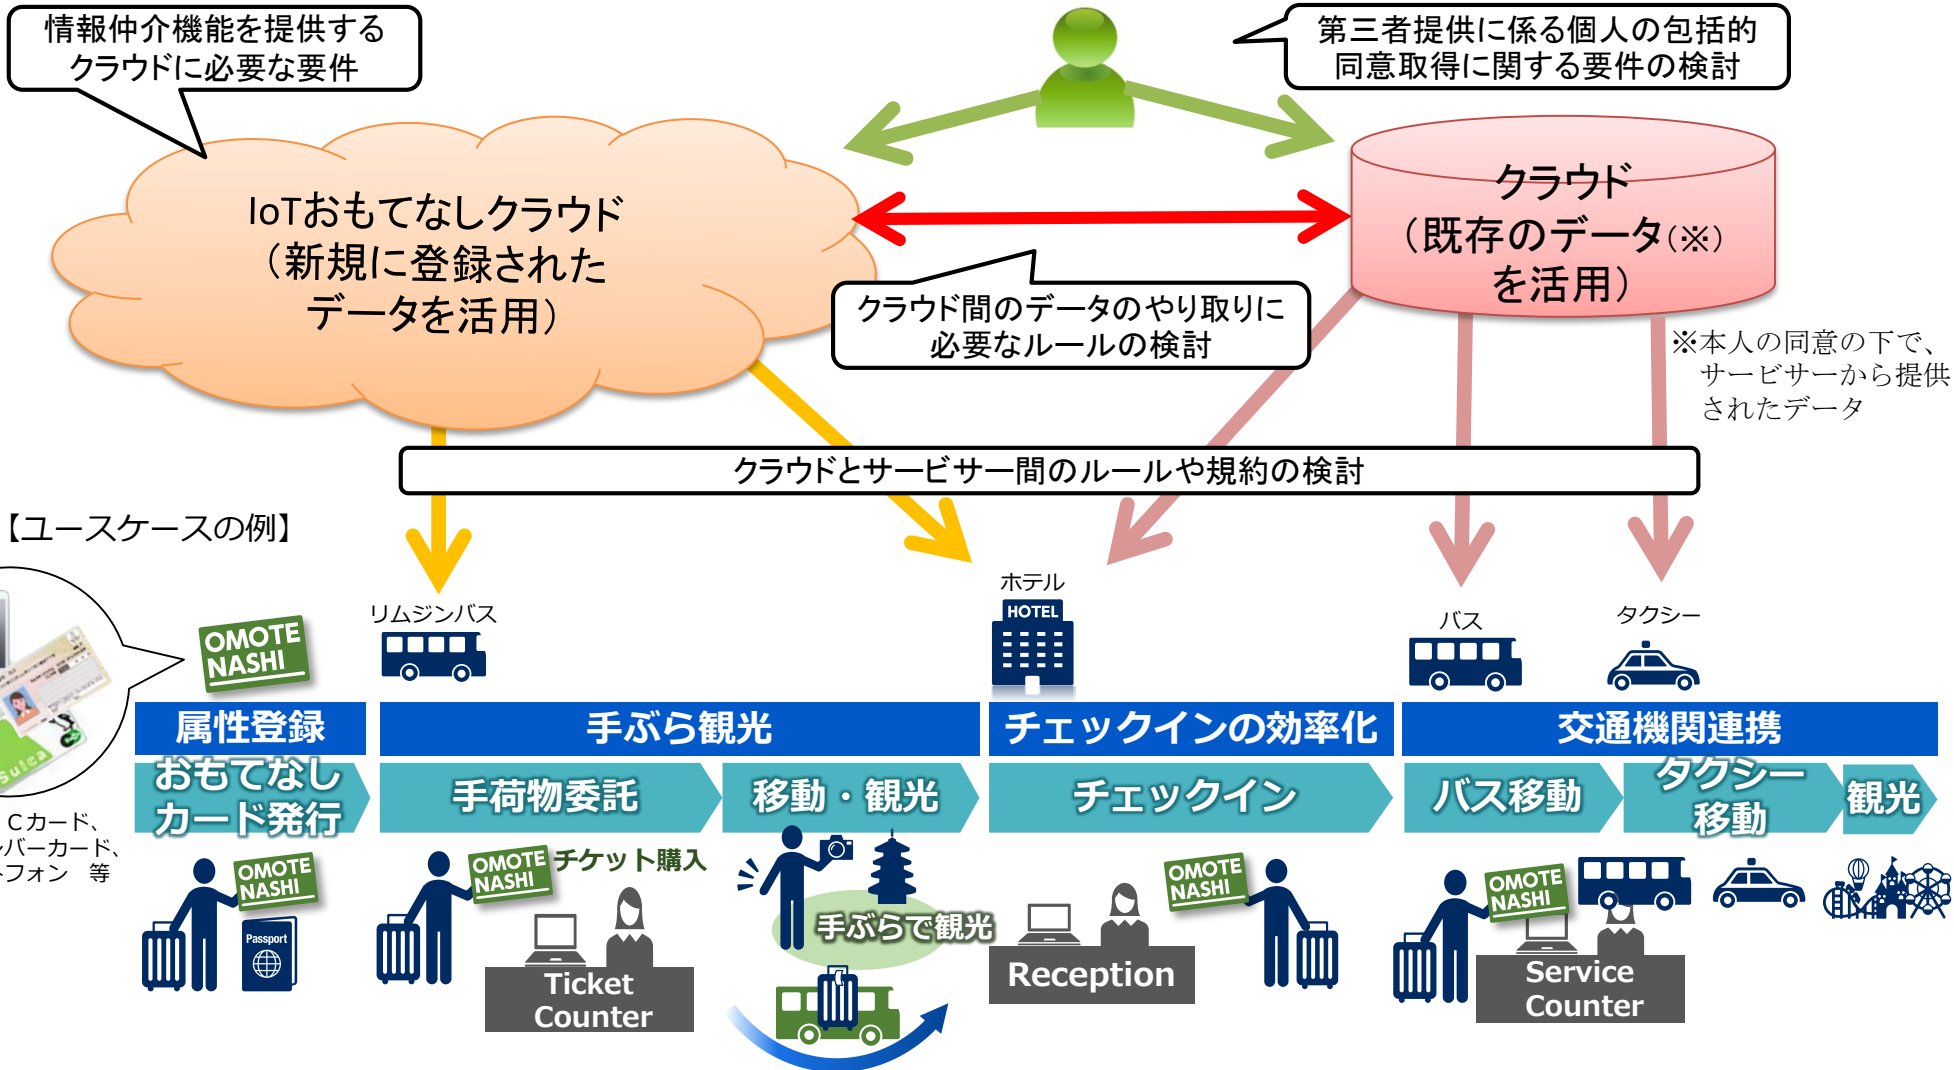 情報仲介機能を提供する
クラウドに必要な要件
第三者提供に係る個人の包括的
同意取得に関する要件の検討
IoTおもてなしクラウド
（新規に登録された
データを活用）
クラウド
（既存のデータ（※）
を活用）
クラウド間のデータのやり取りに
必要なルールの検討
※本人の同意の下で、
サービサーから提供
されたデータ
クラウドとサービサー間のルールや規約の検討
【ユースケースの例】
Suica
Ｃカード、
バーカード、
フォン　等
OMOTE
NASHI
リムジンバス
ホテル
HOTEL
バス
タクシー
属性登録
手ぶら観光
チェックインの効率化
交通機関連携
おもてなし
カード発行
手荷物委託
移動・観光
チェックイン
バス移動
タクシー
移動
観光
OMOTE
NASHI
Passport
OMOTE
NASHI
チケット購入
Ticket
Counter
手ぶらで観光
OMOTE
NASHI
Reception
OMOTE
NASHI
Service
Counter